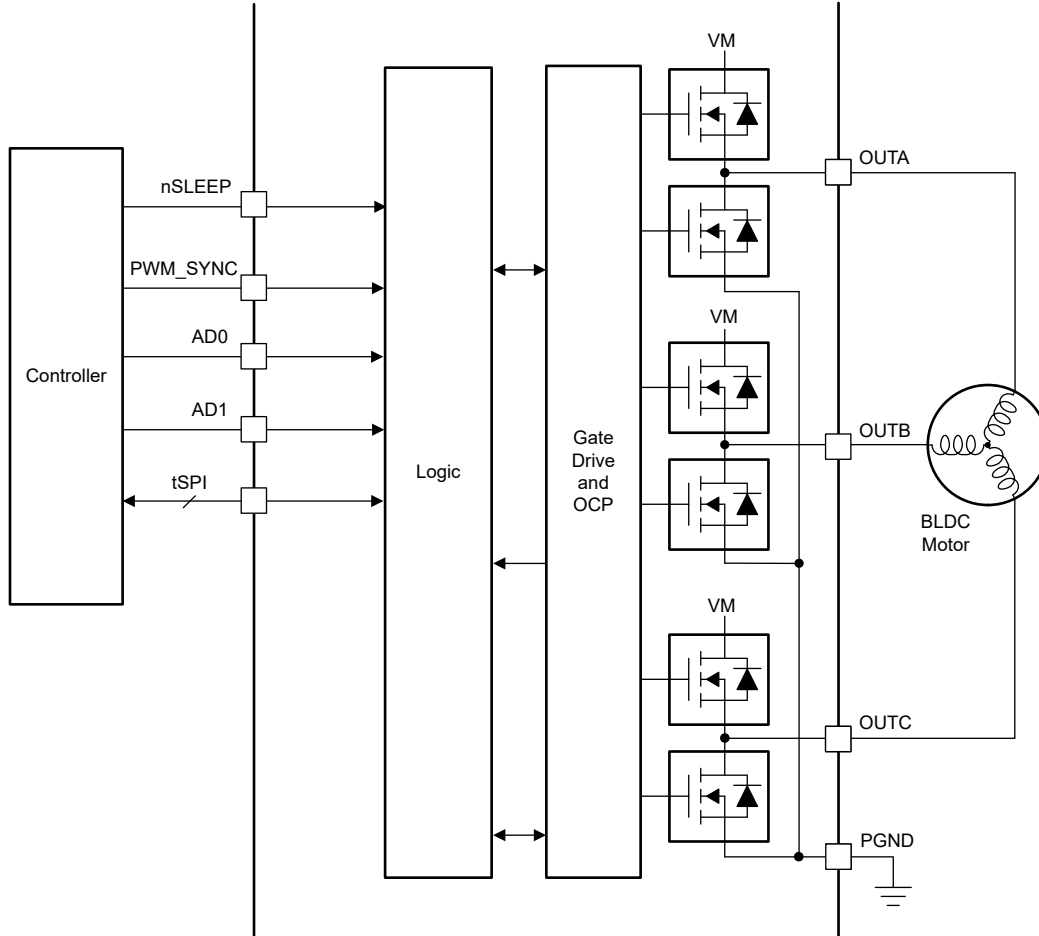 VM
OUTA
nSLEEP
PWM_SYNC
AD0
Controller
AD1
tSPI
Logic
Gate
Drive
and
OCP
VM
OUTB
BLDC
Motor
VM
OUTC
PGND